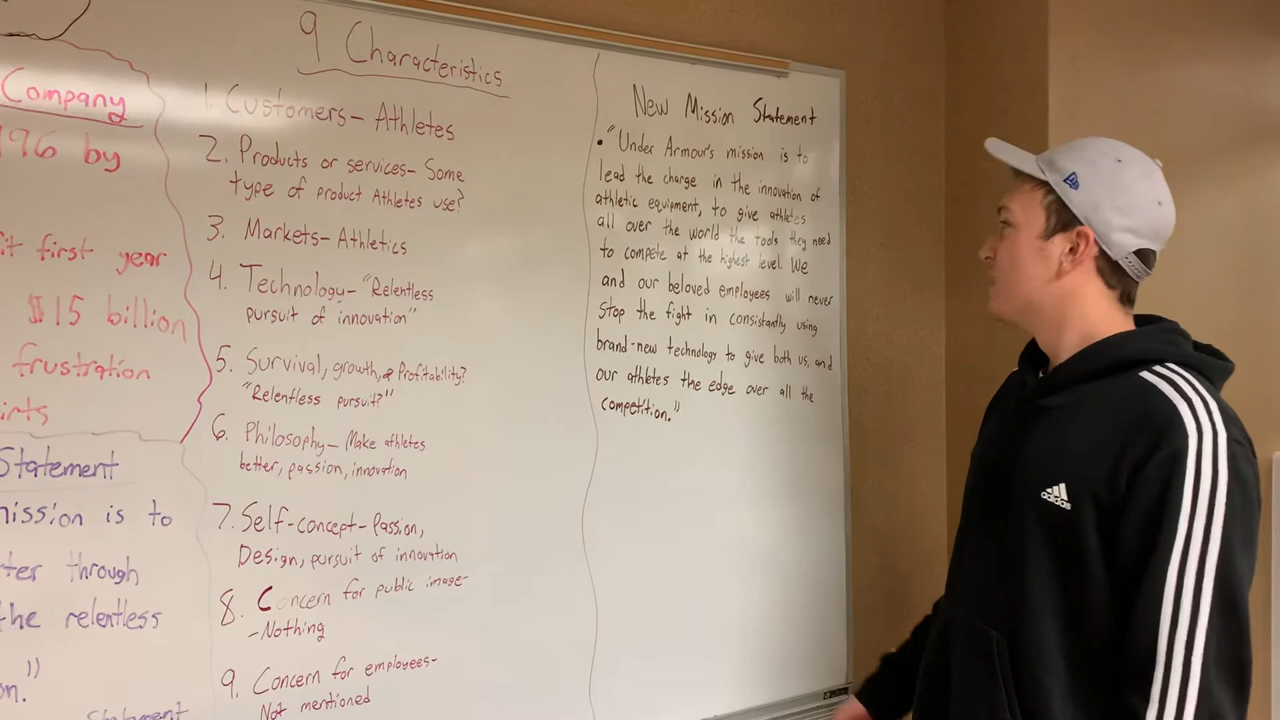 Company
196 by
it first year
$15 billion
frustration
irts
Statement
mission is to
ter through
the relentless
on."
Statement
9 Characteristics
1. Customers- Athletes
2. Products or services- Some
type of product Athletes use?
3. Markets- Athletics
4. Technology- "Relentless
pursuit of innovation"
5. Survival, growth, & Profitability?
"Relentless pursuit?"
6. Philosophy- Make athletes
better, passion, innovation
7. Self-concept- Passion,
Design, pursuit of innovation
8. C ncern for public image-
-Nothing
9. Concern for employees-
Not mentioned
New Mission Statement
• "Under Armour's mission is to
lead the charge in the innovation of
athletic equipment, to give athletes
all over the world the tools they need
to compete at the highest level. We
and our beloved employees will never
stop the fight in consistantly using
brand-new technology to give both us, and
our athletes the edge over all the
competition."
adidas